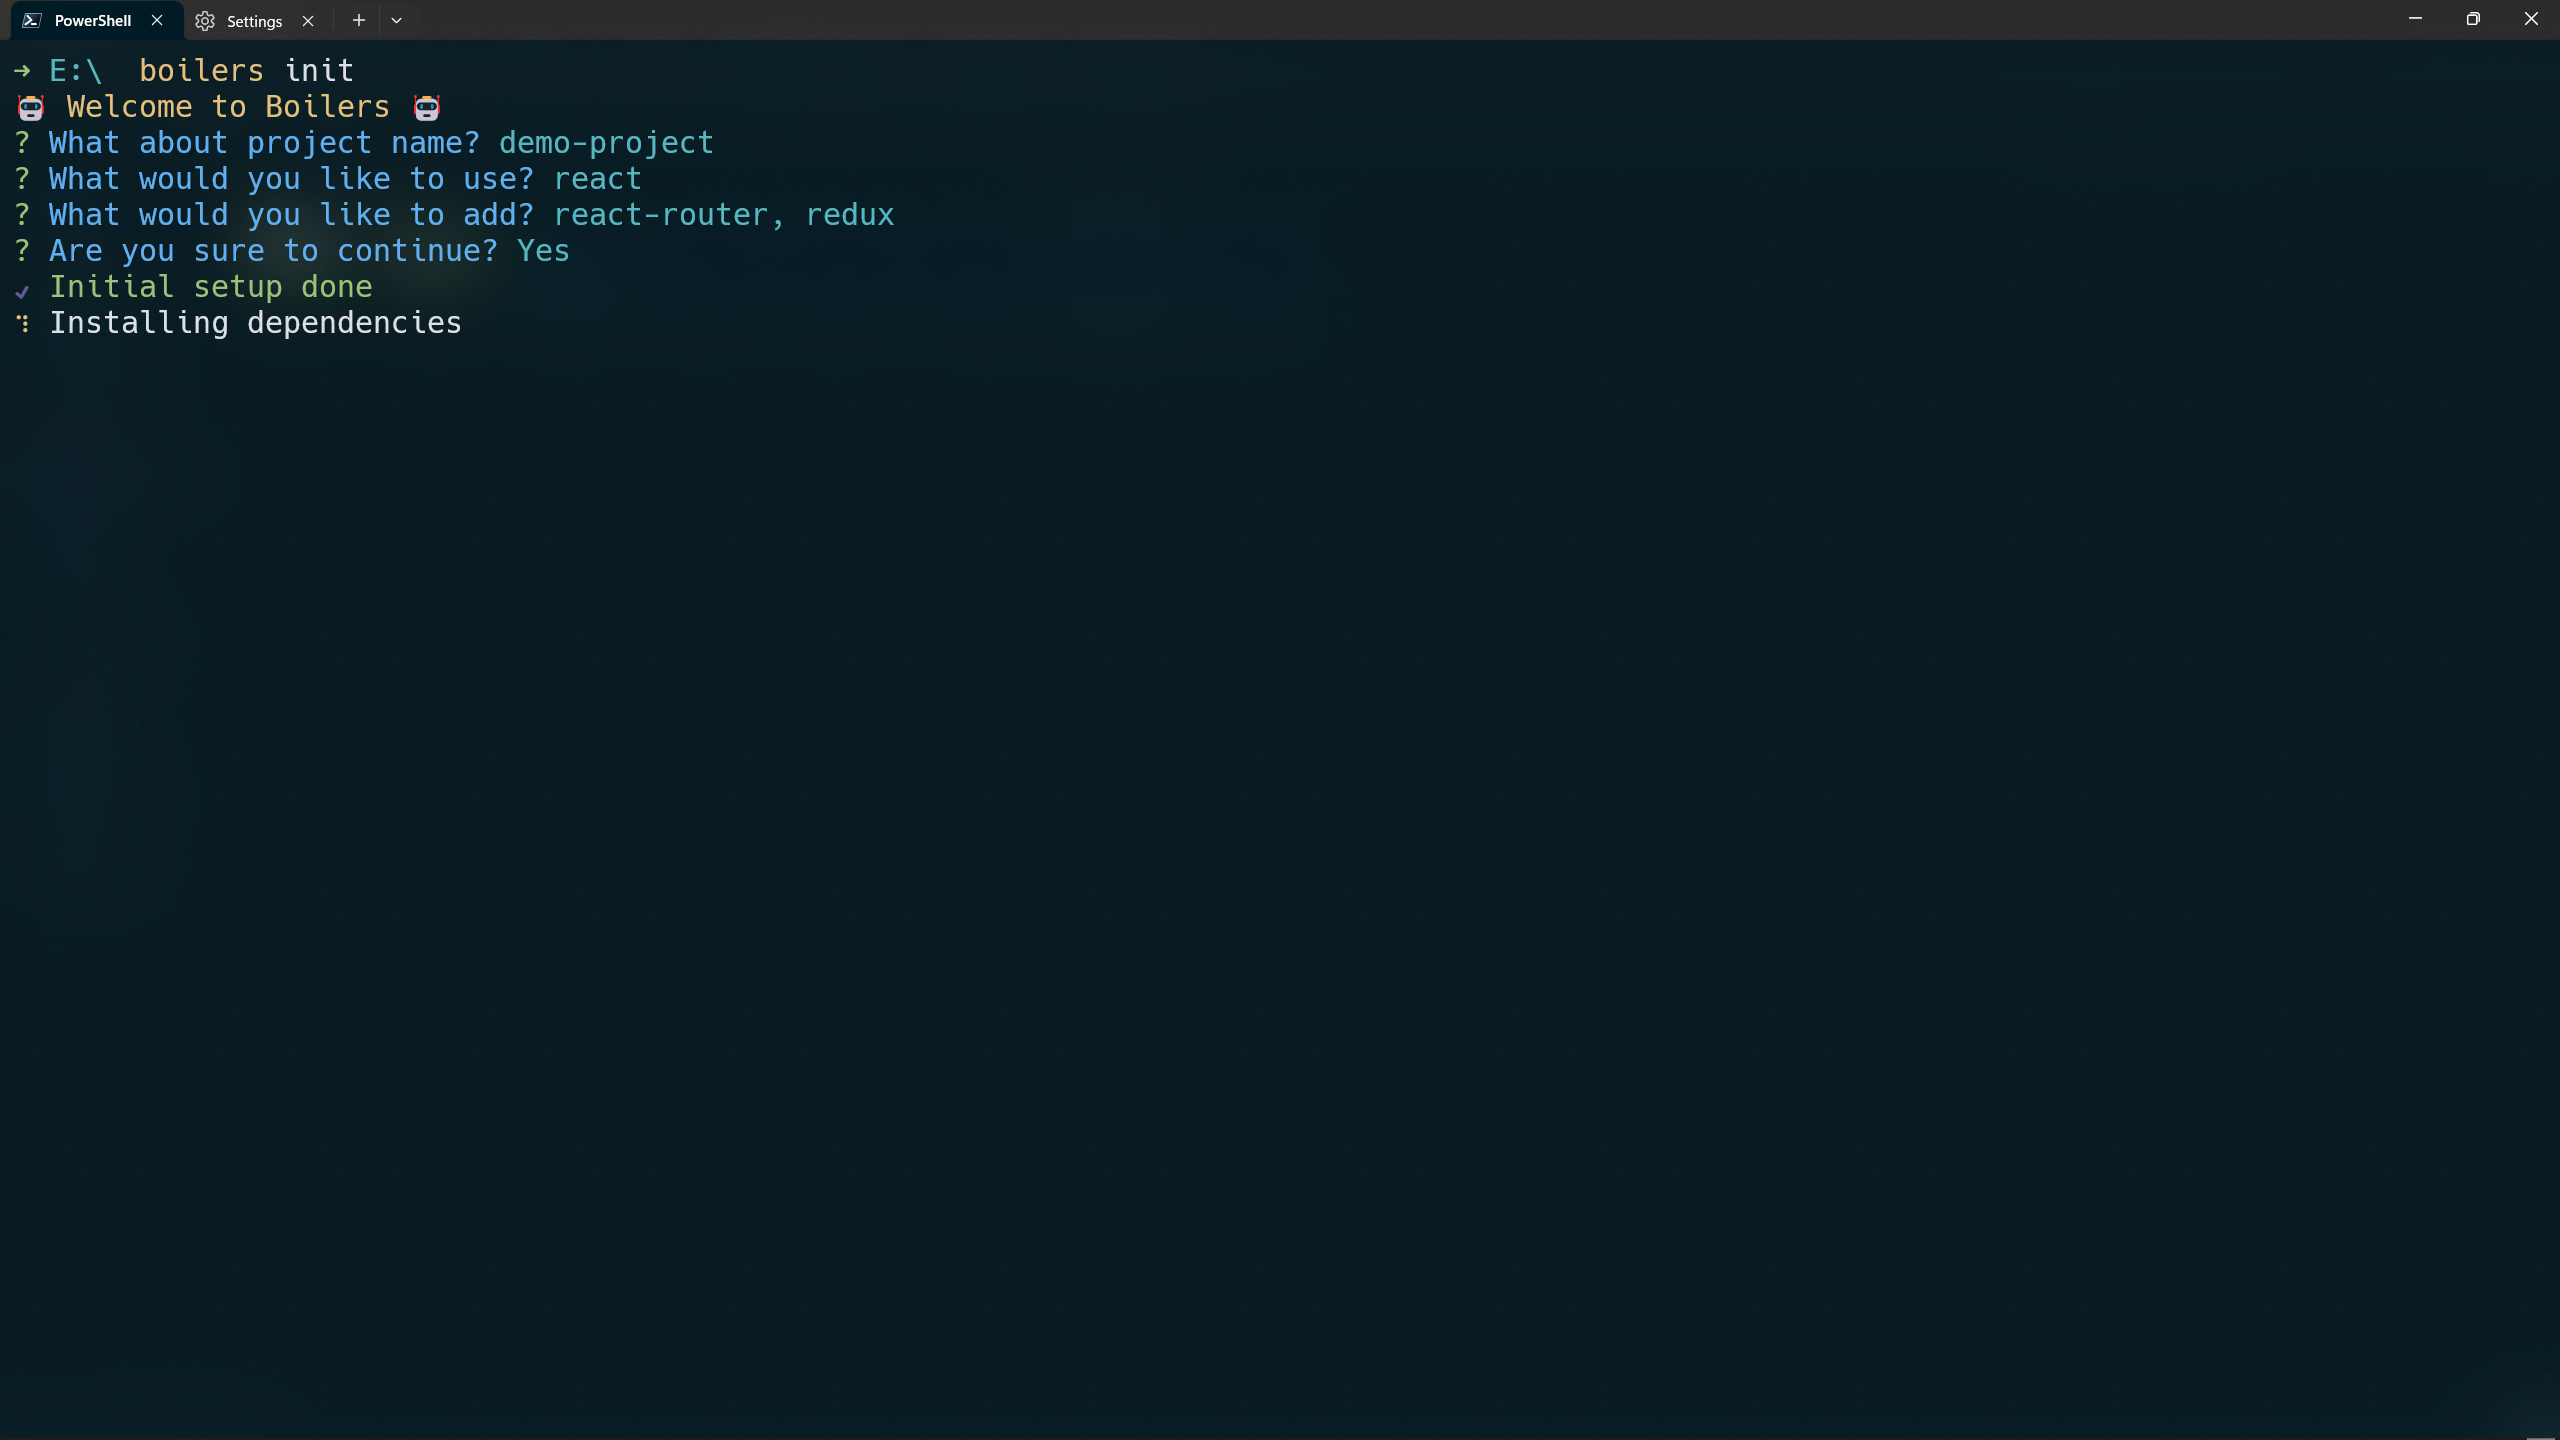 PowerShell
Settings
→ E:\ boilers init
🤖 Welcome to Boilers 🤖
? What about project name? demo-project
? What would you like to use? react
? What would you like to add? react-router, redux
? Are you sure to continue? Yes
✓ Initial setup done
⠹ Installing dependencies